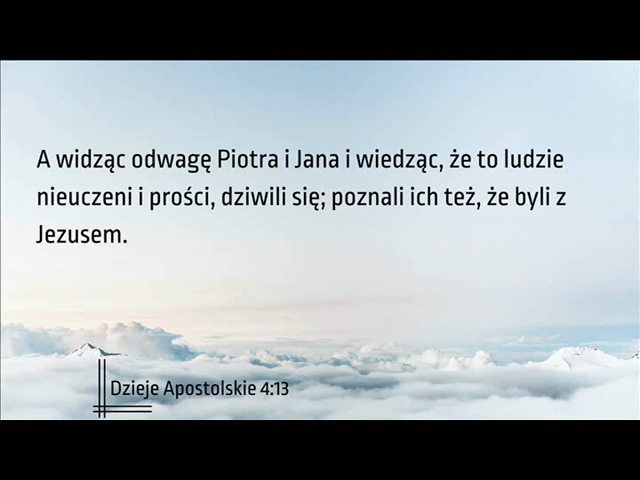 A widząc odwagę Piotra i Jana i wiedząc, że to ludzie
nieuczeni i prości, dziwili się; poznali ich też, że byli z
Jezusem.
Dzieje Apostolskie 4:13